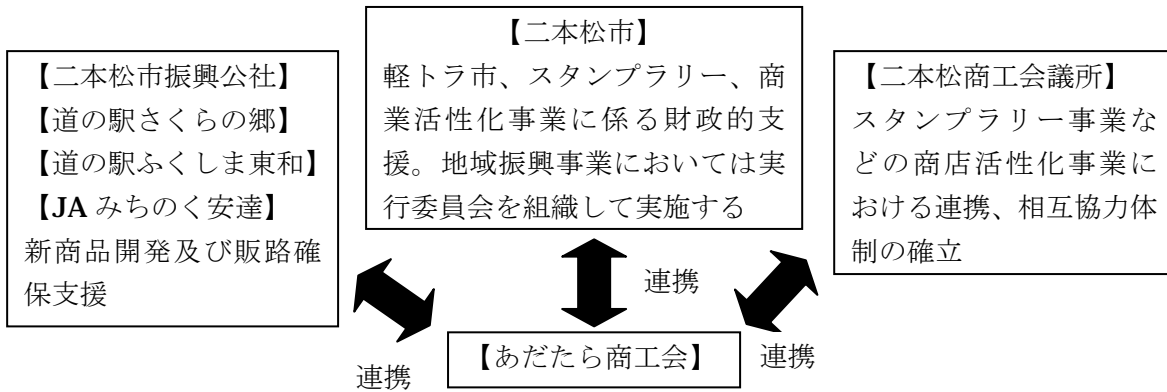 【二本松市振興公社】
【道の駅さくらの郷】
【道の駅ふくしま東和】
【JAみちのく安達】
新商品開発及び販路確
保支援
【二本松市】
軽トラ市、スタンプラリー、商
業活性化事業に係る財政的支
援。地域振興事業においては実
行委員会を組織して実施する
【二本松商工会議所】
スタンプラリー事業な
どの商店活性化事業に
おける連携、相互協力体
制の確立
連携
連携
【あだたら商工会】
連携